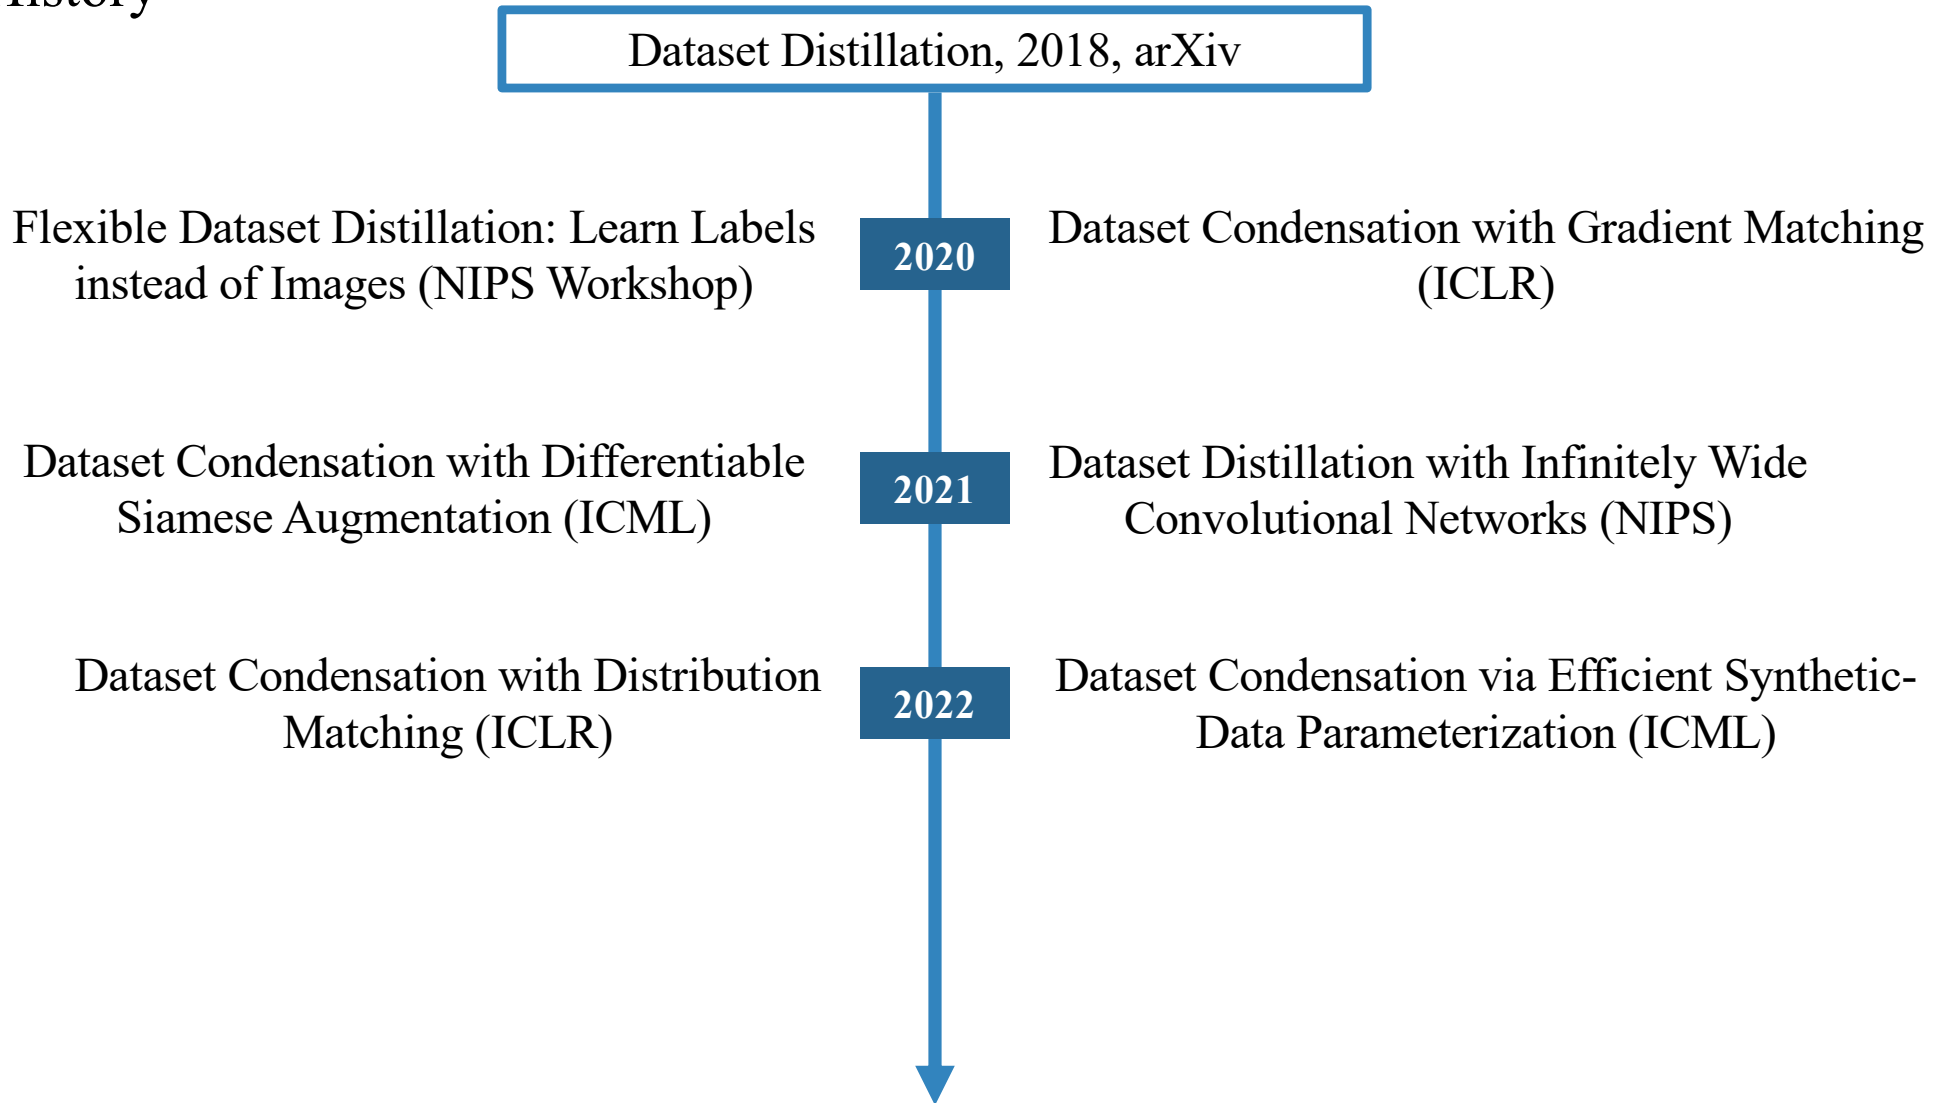 Dataset Distillation, 2018, arXiv
Flexible Dataset Distillation: Learn Labels
instead of Images (NIPS Workshop)
2020
Dataset Condensation with Gradient Matching
(ICLR)
Dataset Condensation with Differentiable
Siamese Augmentation (ICML)
2021
Dataset Distillation with Infinitely Wide
Convolutional Networks (NIPS)
Dataset Condensation with Distribution
Matching (ICLR)
2022
Dataset Condensation via Efficient Synthetic-
Data Parameterization (ICML)